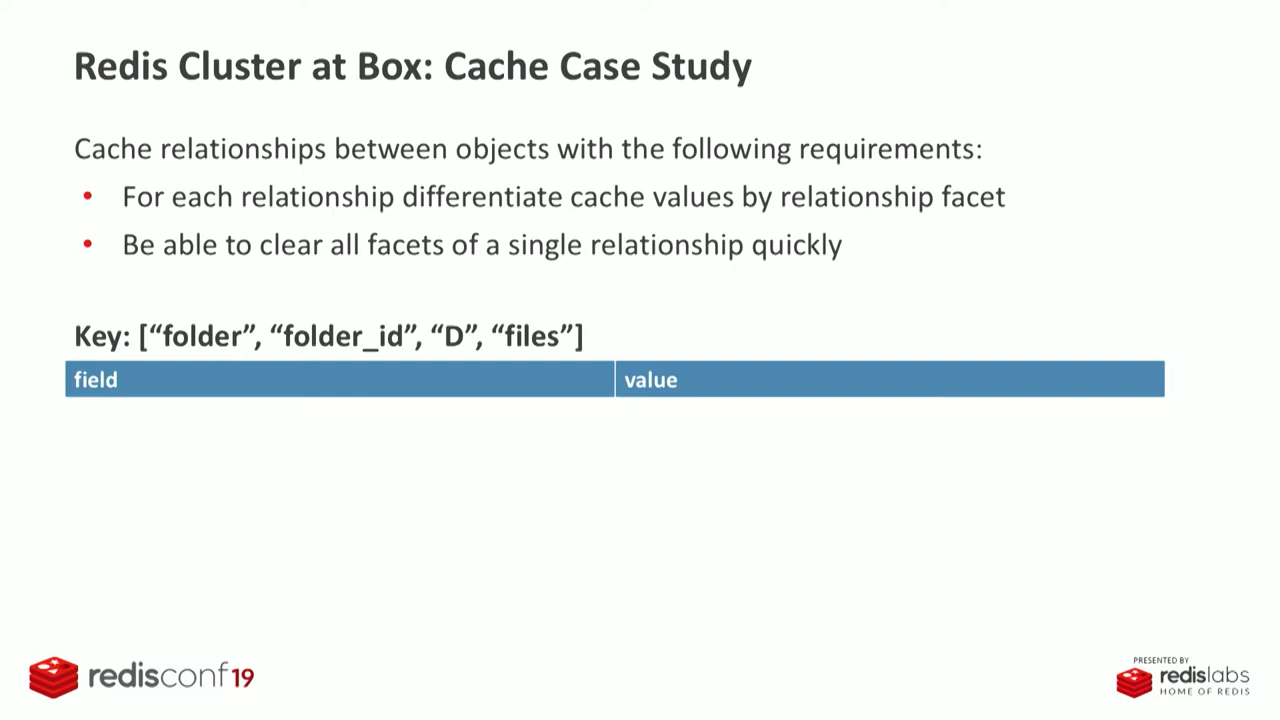 Redis Cluster at Box: Cache Case Study
Cache relationships between objects with the following requirements:
• For each relationship differentiate cache values by relationship facet
• Be able to clear all facets of a single relationship quickly
Key: [“folder”, “folder_id”, “D”, “files”]
field value
redisconf 19
PRESENTED BY
redislabs
HOME OF REDIS